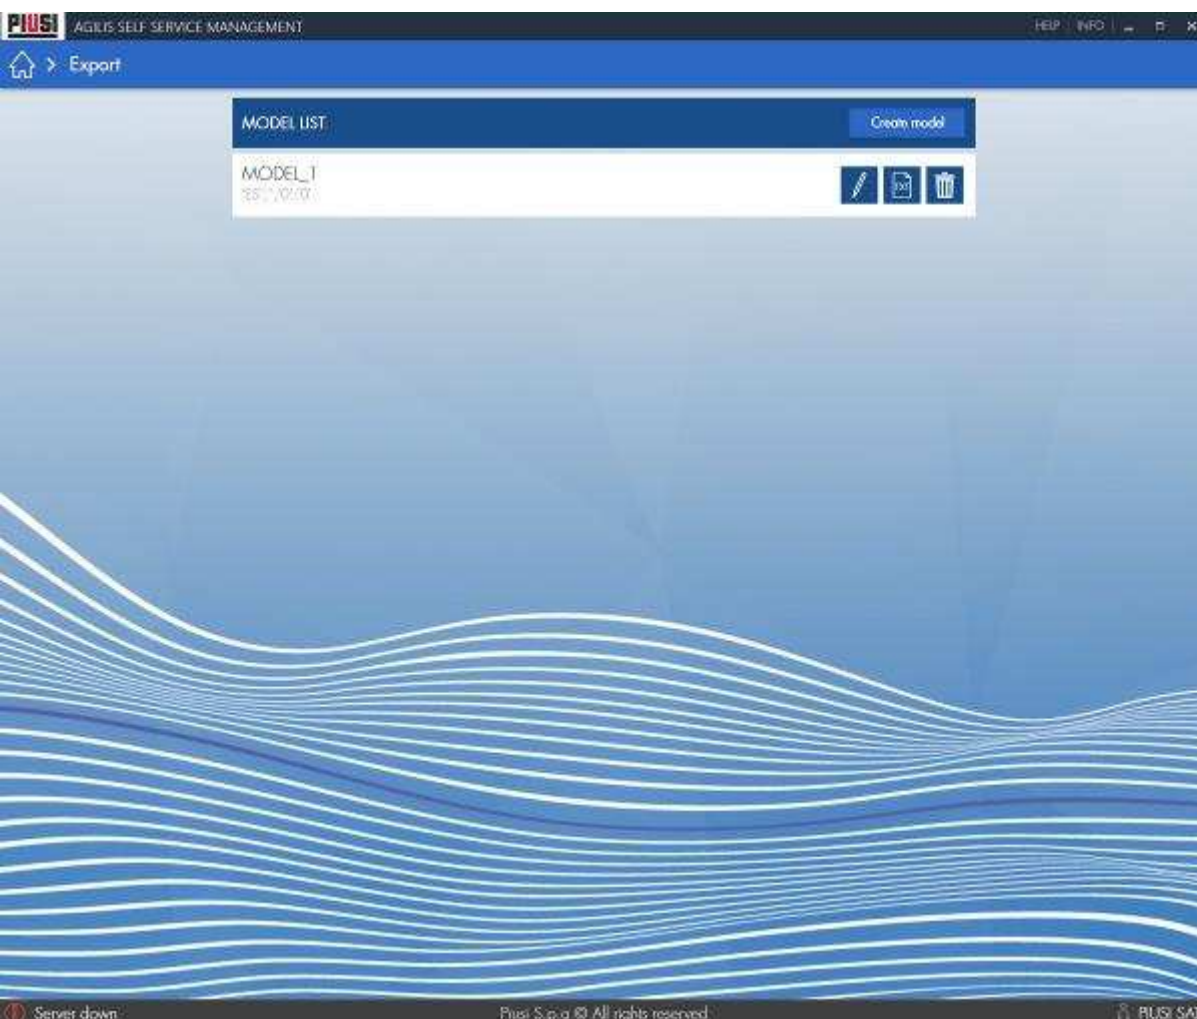 PIUSI AGILIS SELF SERVICE MANAGEMENT HELP INFO
Export
MODEL LIST Create model
MODEL_1
Server down Piusi S.p.a © All rights reserved PIUSI